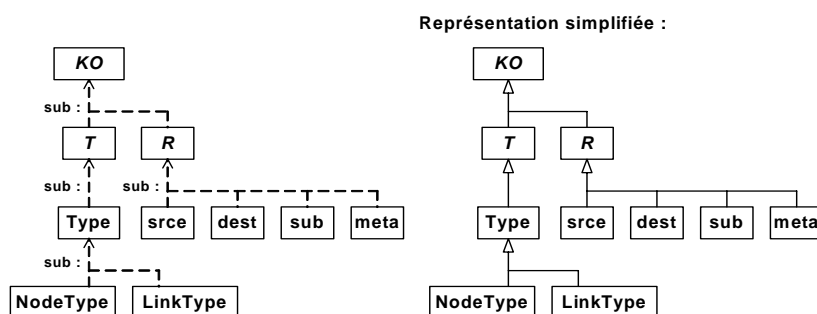 Représentation simplifiée :
KO KO
sub :
T R T R
sub : sub :
Type srce dest sub meta Type srce dest sub meta
sub :
NodeType LinkType NodeType LinkType